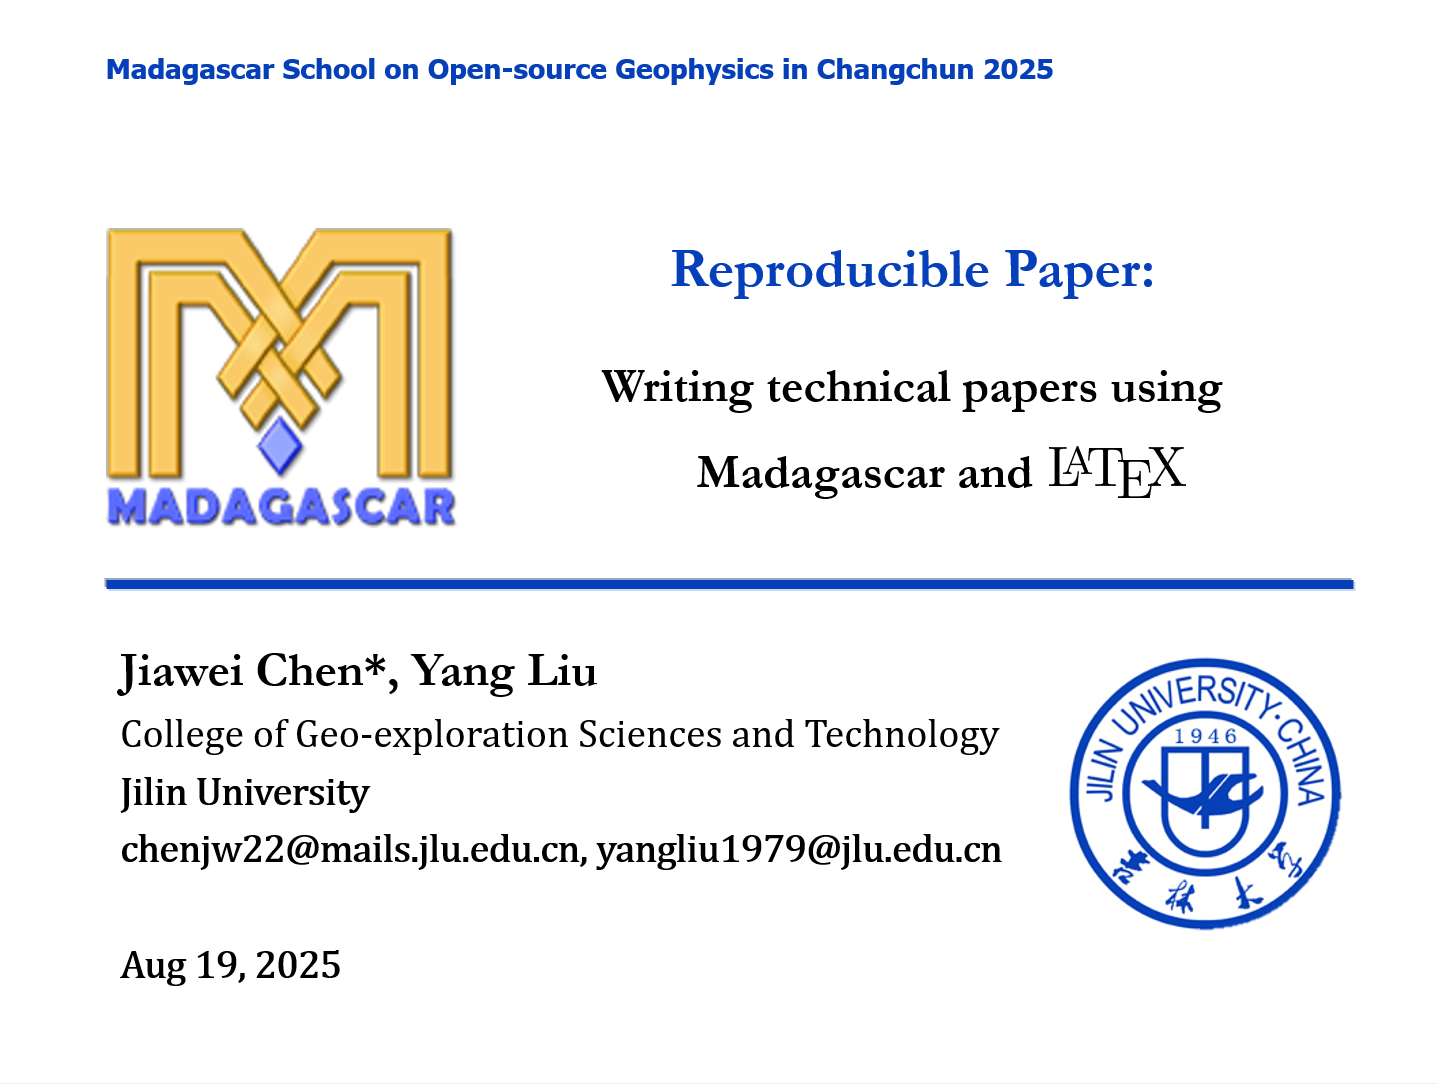 Madagascar School on Open-source Geophysics in Changchun 2025
Reproducible Paper:
Writing technical papers using
Madagascar and LATEX
MADAGASCAR
Jiawei Chen*, Yang Liu
College of Geo-exploration Sciences and Technology
Jilin University
chenjw22@mails.jlu.edu.cn, yangliu1979@jlu.edu.cn
Aug 19, 2025
JILIN UNIVERSITY·CHINA
1946
吉林大学